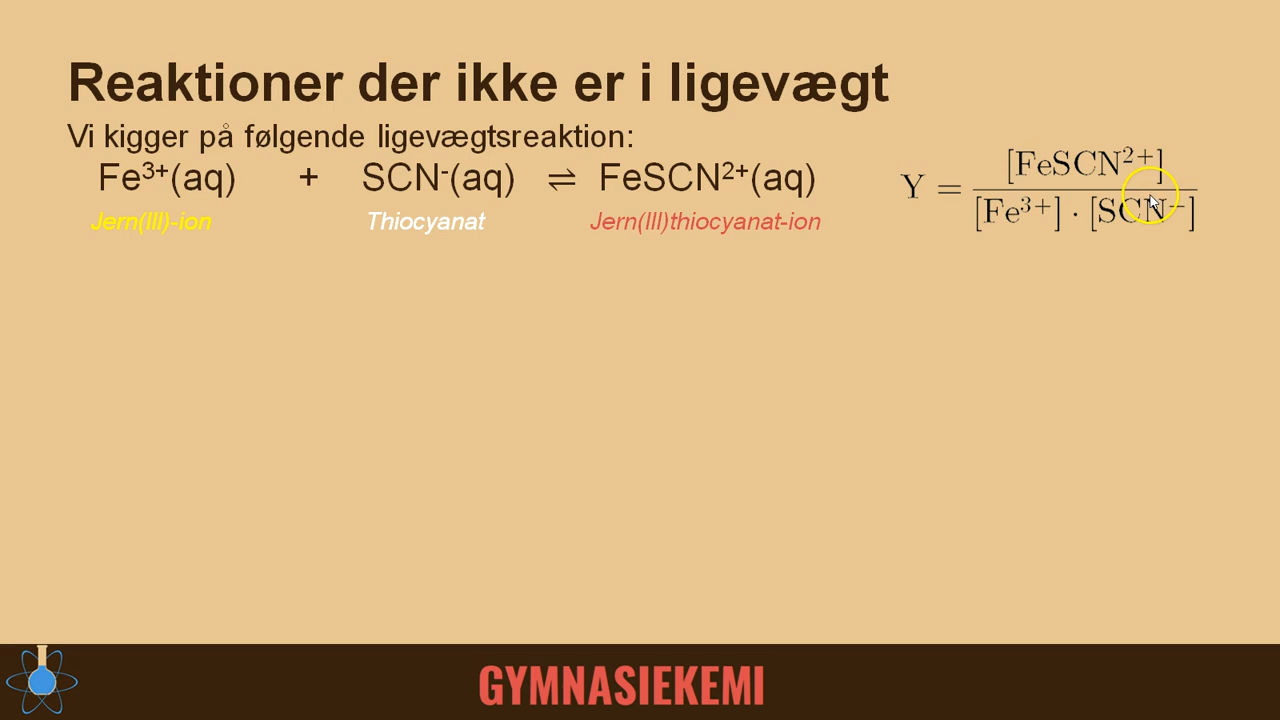 Reaktioner der ikke er i ligevægt
Vi kigger på følgende ligevægtsreaktion:
Fe³⁺(aq) + SCN⁻(aq) ⇌ FeSCN²⁺(aq)
Jern(III)-ion Thiocyanat Jern(III)thiocyanat-ion
Y = [FeSCN²⁺] / [Fe³⁺] · [SCN⁻]
GYMNASIEKEMI